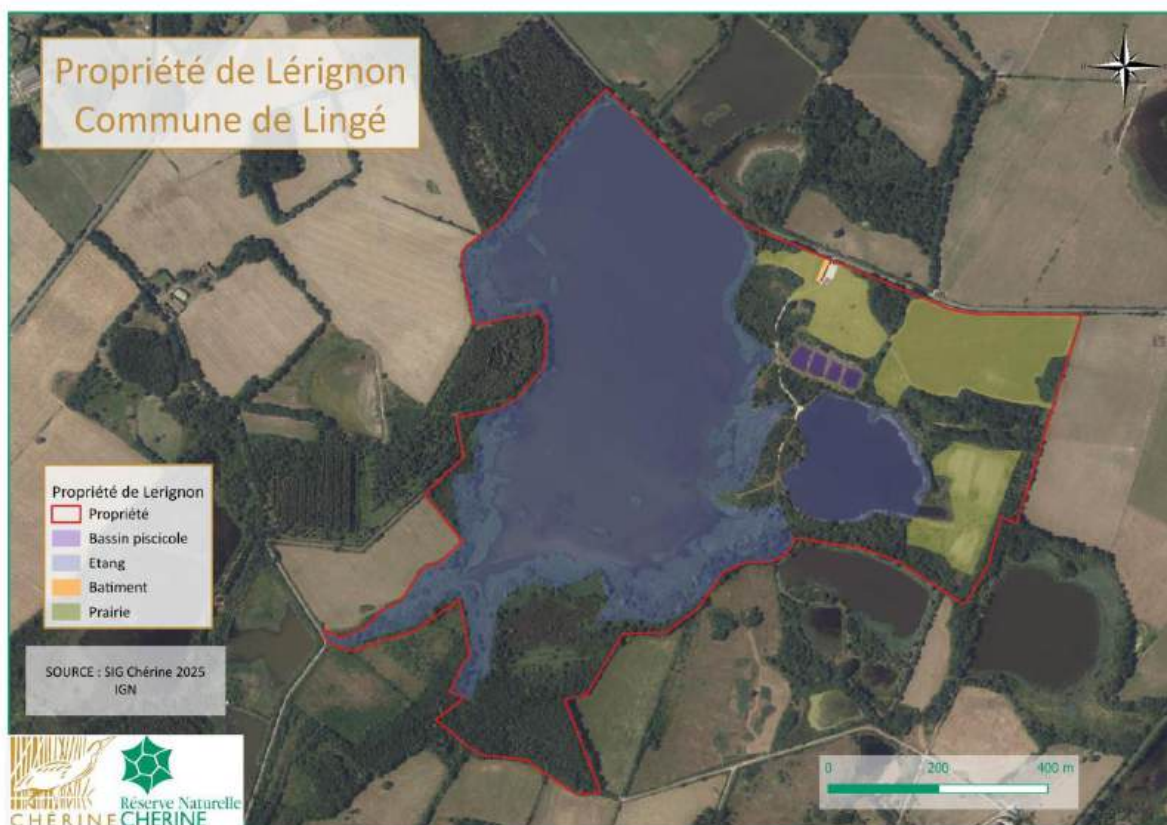 Propriété de Lérignon
Commune de Lingé
Propriété de Lerignon
Propriété
Bassin piscicole
Etang
Batiment
Prairie
SOURCE : SIG Chérine 2025
IGN
CHÉRINE
Réserve Naturelle
CHÉRINE
0 200 400 m